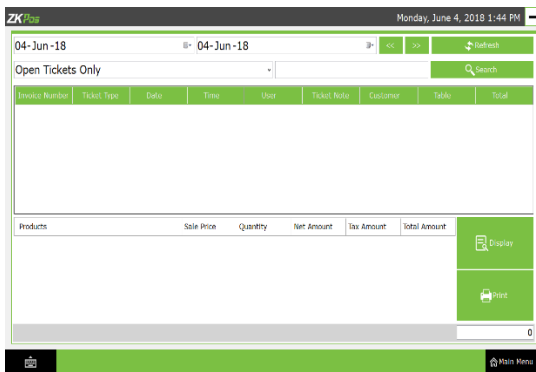 ZKPos Monday, June 4, 2018 1:44 PM
04-Jun-18 04-Jun-18 << >> Refresh
Open Tickets Only Search
Invoice Number Ticket Type Date Time User Ticket Note Customer Table Total
Products Sale Price Quantity Net Amount Tax Amount Total Amount
Display
Print
0
Main Menu